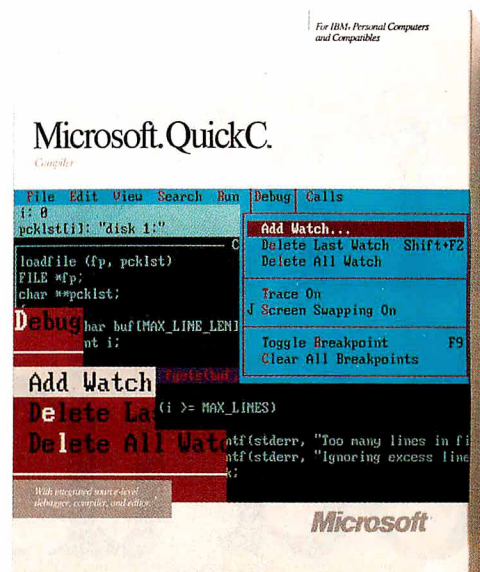 For IBM® Personal Computers
and Compatibles
Microsoft® QuickC®
Compiler
File Edit View Search Run Debug Calls
i: 0
pcklst[i]: "disk 1:"
C
loadfile (fp, pcklst)
FILE *fp;
char **pcklst;
har buf[MAX_LINE_LEN]
nt i;
fgets(buf,
(i >= MAX_LINES)
ntf(stderr, "Too many lines in fi
ntf(stderr, "Ignoring excess line
k;
Add Watch...
Delete Last Watch Shift+F2
Delete All Watch
Trace On
Screen Swapping On
Toggle Breakpoint F9
Clear All Breakpoints
Debug
Add Watch
Delete La
Delete All Watc
With integrated source-level
debugger, compiler, and editor.
Microsoft